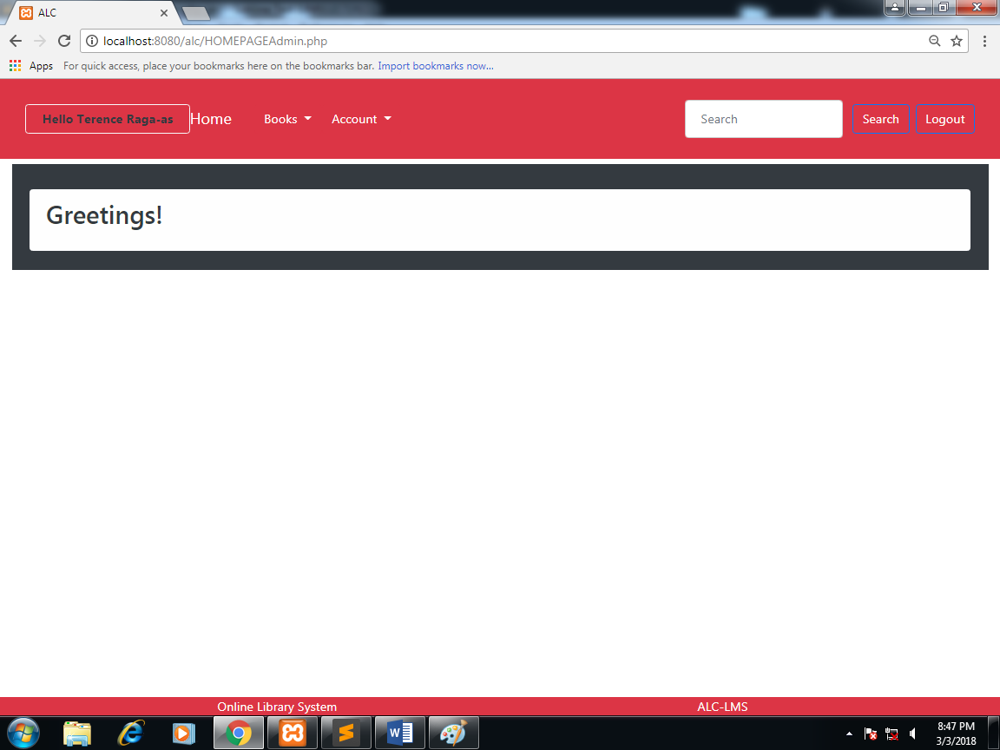 ALC
localhost:8080/alc/HOMEPAGEAdmin.php
Apps For quick access, place your bookmarks here on the bookmarks bar. Import bookmarks now...
Hello Terence Raga-as Home Books Account Search Search Logout
Greetings!
Online Library System ALC-LMS
8:47 PM
3/3/2018